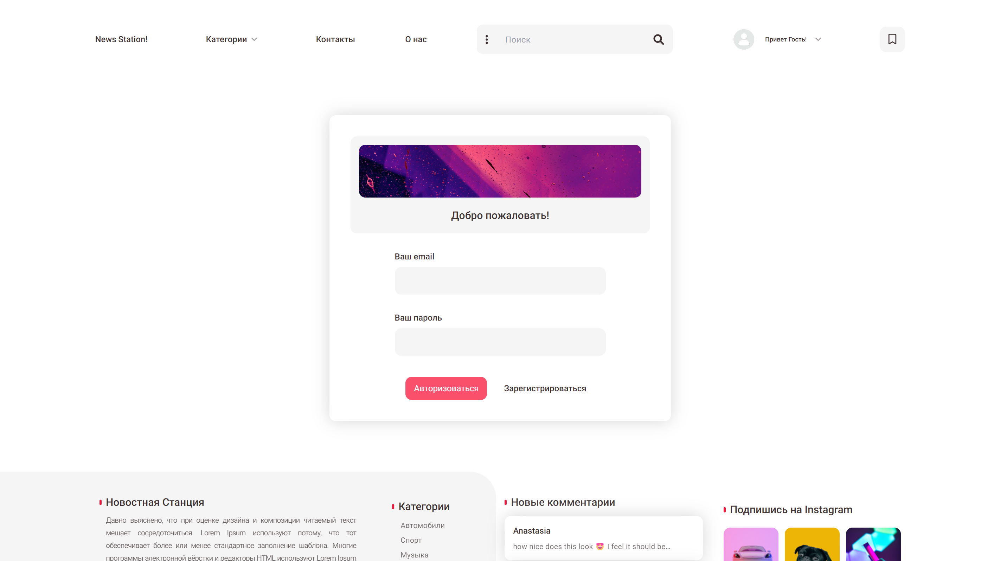 News Station!
Категории
Контакты
О нас
Поиск
Привет Гость!
Добро пожаловать!
Ваш email
Ваш пароль
Авторизоваться
Зарегистрироваться
Новостная Станция
Давно выяснено, что при оценке дизайна и композиции читаемый текст
мешает сосредоточиться. Lorem Ipsum используют потому, что тот
обеспечивает более или менее стандартное заполнение шаблона. Многие
программы электронной вёрстки и редакторы HTML используют Lorem Ipsum
Категории
Автомобили
Спорт
Музыка
Новые комментарии
Anastasia
how nice does this look 😍 I feel it should be...
Подпишись на Instagram